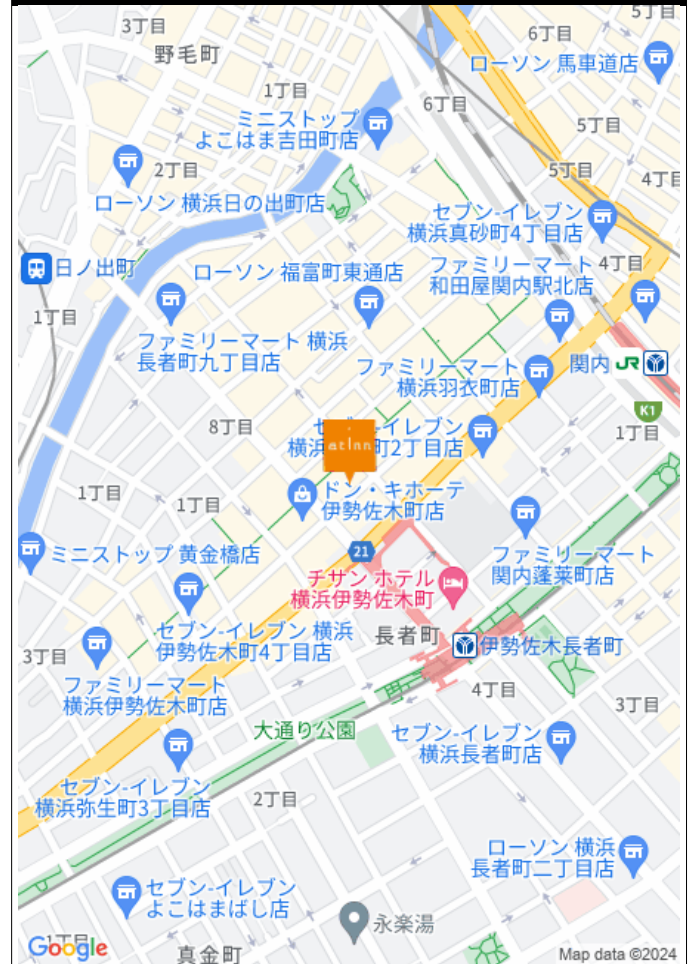 5丁目
3丁目
6丁目
野毛町
ローソン 馬車道店
1丁目
6丁目
ミニストップ
よこはま吉田町店
5丁目
2丁目
5丁目
4丁目
ローソン 横浜日の出町店
セブン-イレブン
横浜真砂町4丁目店
日ノ出町
ローソン 福富町東通店
ファミリーマート
和田屋関内駅北店
4丁目
1丁目
ファミリーマート 横浜
長者町九丁目店
ファミリーマート
横浜羽衣町店
関内 JR
K1
8丁目
イレブン
横浜
町2丁目店
atInn
1丁目
1丁目
1丁目
ドン・キホーテ
伊勢佐木町店
21
ミニストップ 黄金橋店
ファミリーマート
関内蓬莱町店
チサン ホテル
横浜伊勢佐木町
セブン-イレブン 横浜
伊勢佐木町4丁目店
長者町
伊勢佐木長者町
3丁目
ファミリーマート
横浜伊勢佐木町店
4丁目
3丁目
大通り公園
セブン-イレブン
横浜長者町店
セブン-イレブン
横浜弥生町3丁目店
2丁目
ローソン 横浜
長者町二丁目店
セブン-イレブン
よこはまばし店
永楽湯
1丁目
Google
真金町
Map data ©2024